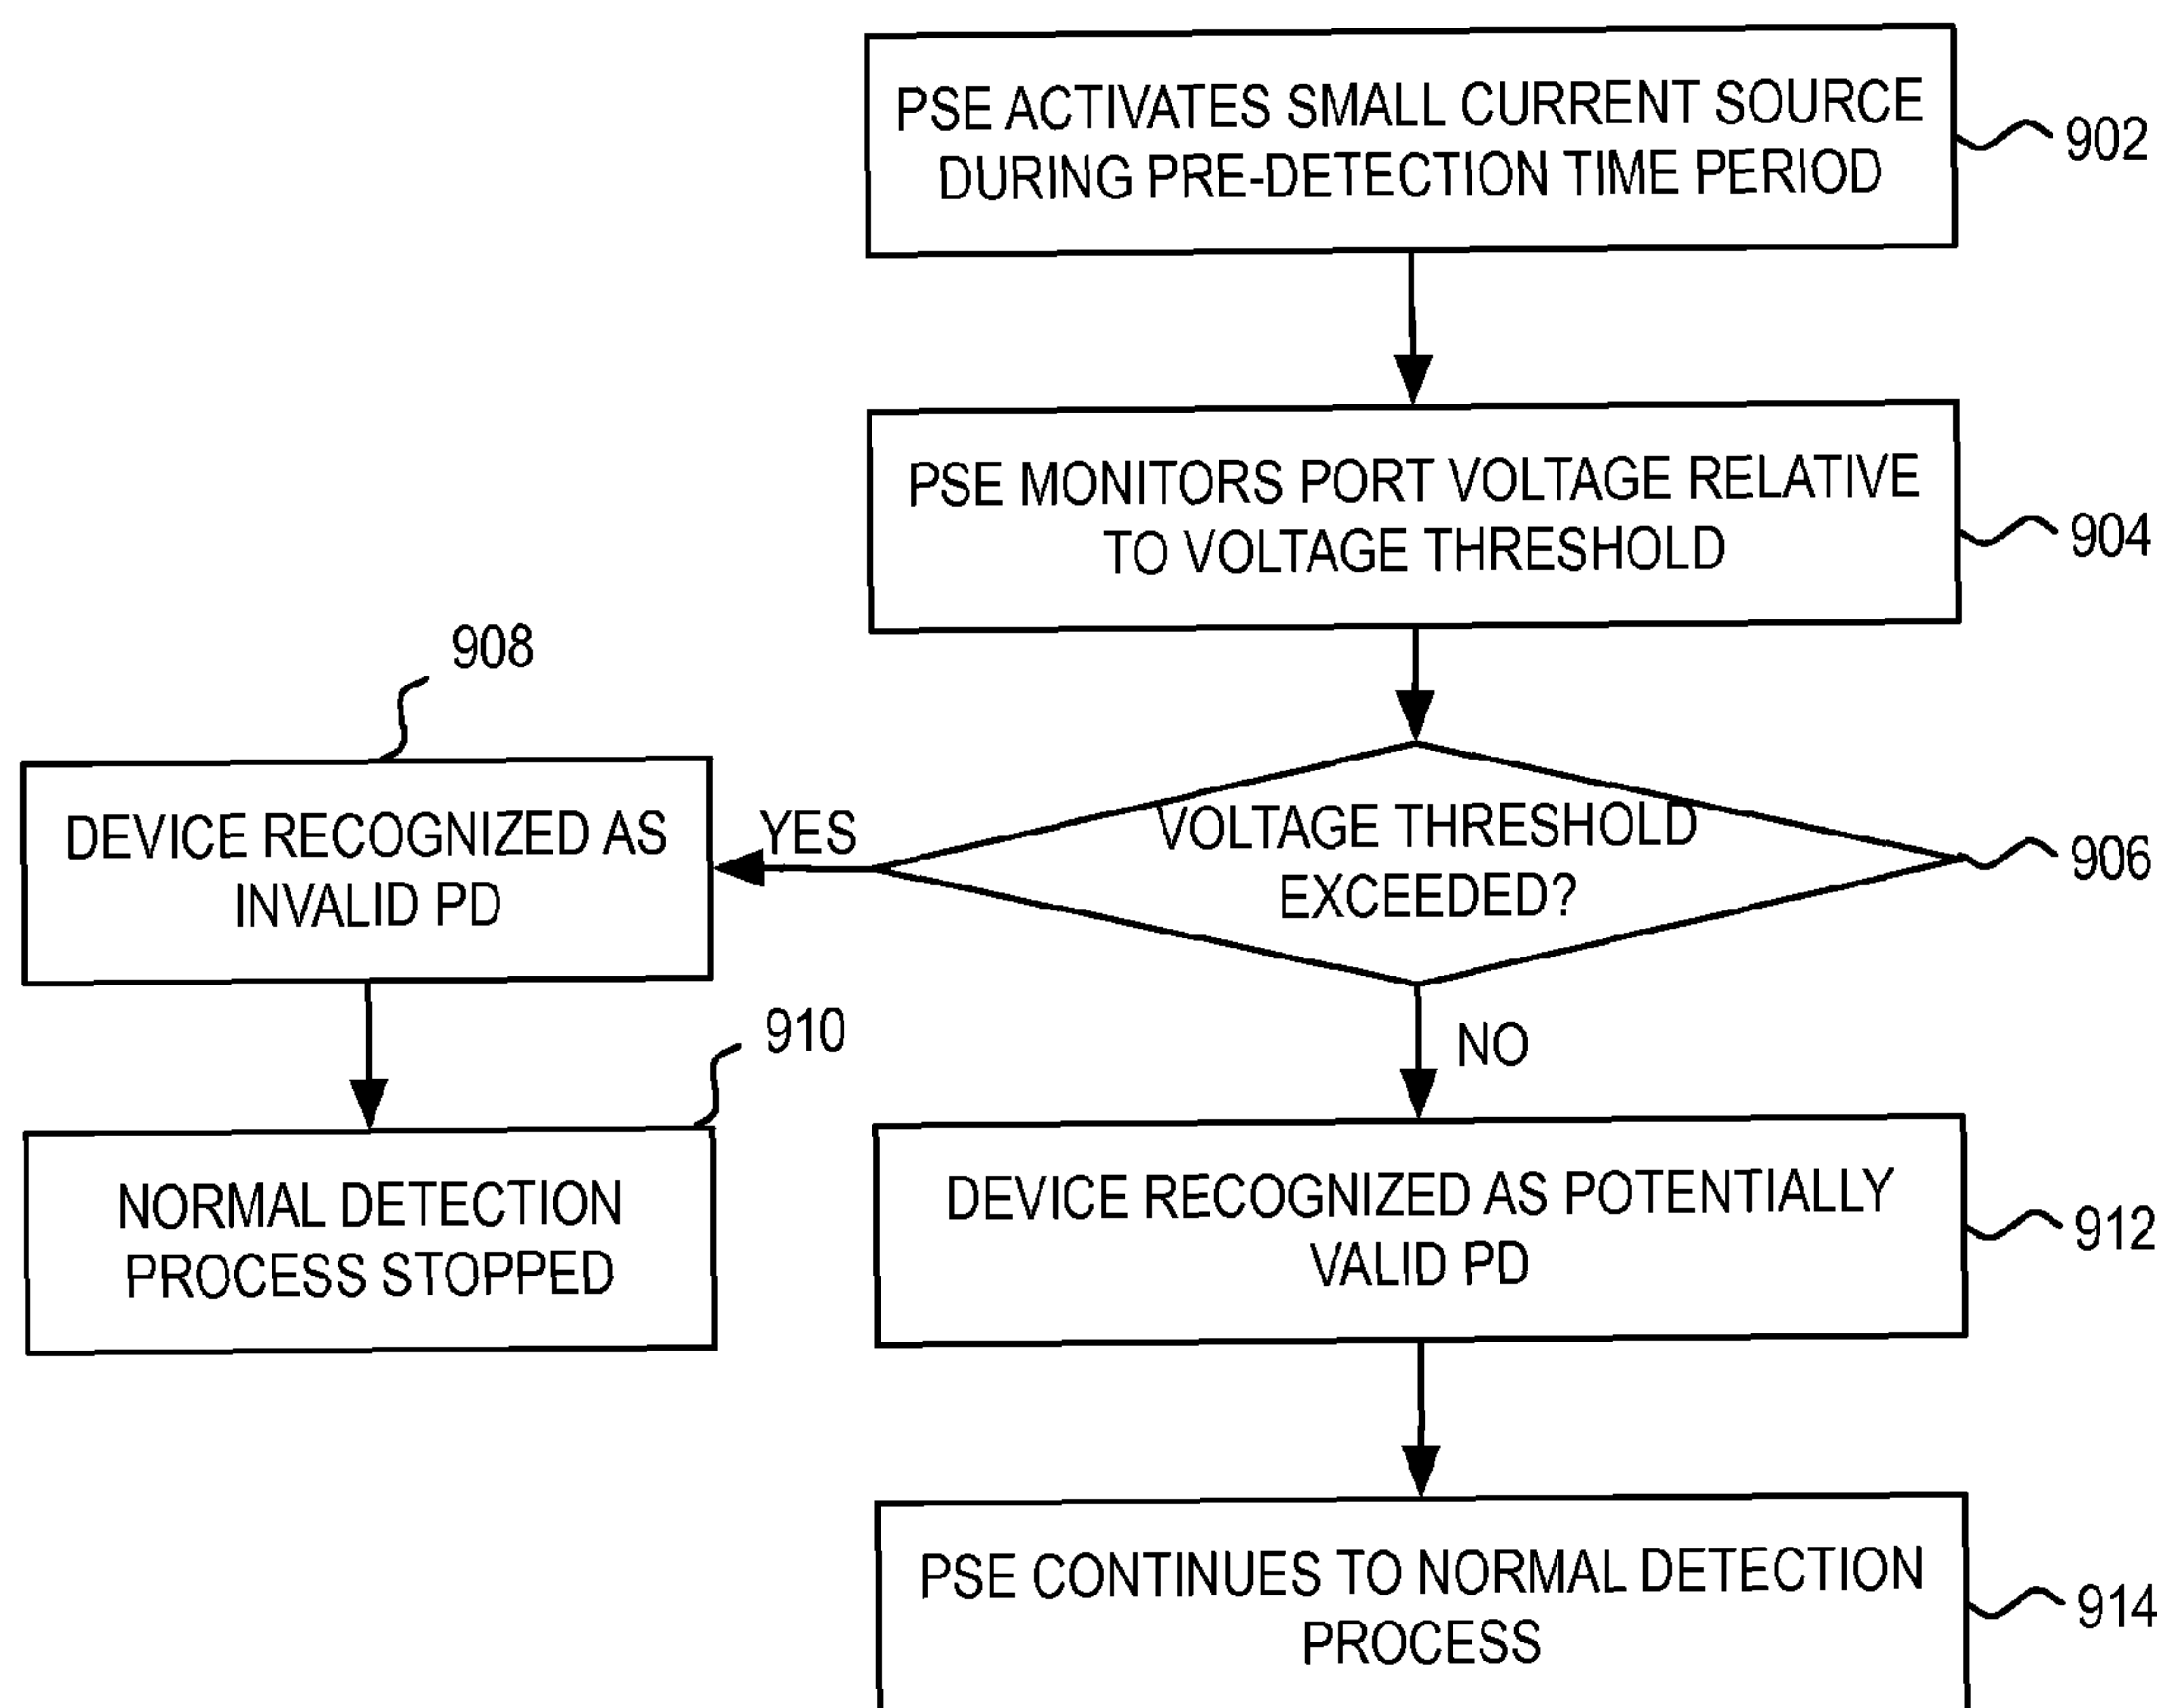 PSE ACTIVATES SMALL CURRENT SOURCE
DURING PRE-DETECTION TIME PERIOD
902
PSE MONITORS PORT VOLTAGE RELATIVE
TO VOLTAGE THRESHOLD
904
908
DEVICE RECOGNIZED AS
INVALID PD
YES
VOLTAGE THRESHOLD
EXCEEDED?
906
910
NORMAL DETECTION
PROCESS STOPPED
NO
DEVICE RECOGNIZED AS POTENTIALLY
VALID PD
912
PSE CONTINUES TO NORMAL DETECTION
PROCESS
914